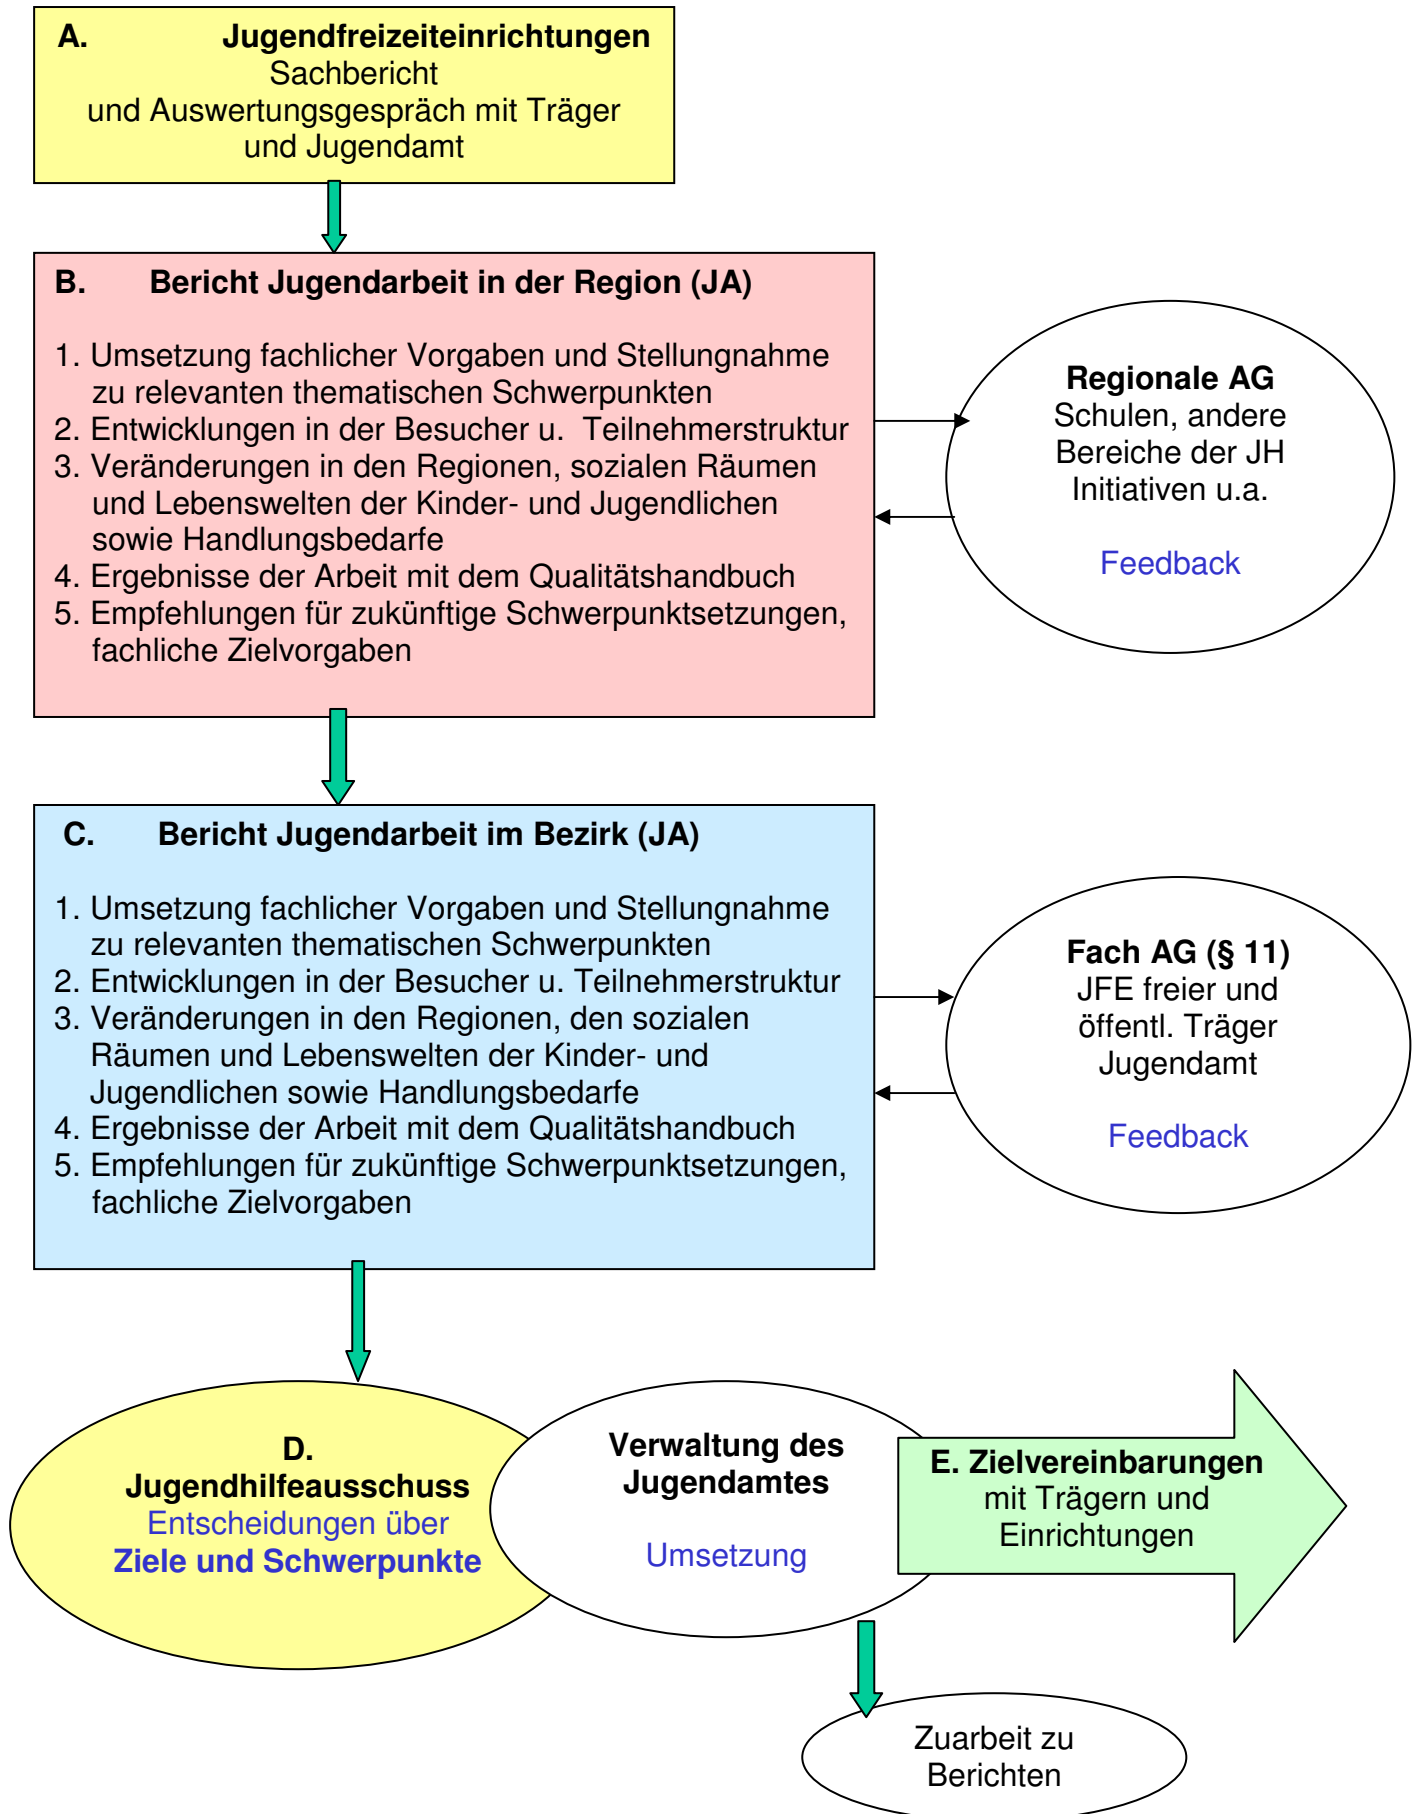 A. Jugendfreizeiteinrichtungen
Sachbericht
und Auswertungsgespräch mit Träger
und Jugendamt
B. Bericht Jugendarbeit in der Region (JA)
1. Umsetzung fachlicher Vorgaben und Stellungnahme
zu relevanten thematischen Schwerpunkten
2. Entwicklungen in der Besucher u. Teilnehmerstruktur
3. Veränderungen in den Regionen, sozialen Räumen
und Lebenswelten der Kinder- und Jugendlichen
sowie Handlungsbedarfe
4. Ergebnisse der Arbeit mit dem Qualitätshandbuch
5. Empfehlungen für zukünftige Schwerpunktsetzungen,
fachliche Zielvorgaben
Regionale AG
Schulen, andere
Bereiche der JH
Initiativen u.a.
Feedback
C. Bericht Jugendarbeit im Bezirk (JA)
1. Umsetzung fachlicher Vorgaben und Stellungnahme
zu relevanten thematischen Schwerpunkten
2. Entwicklungen in der Besucher u. Teilnehmerstruktur
3. Veränderungen in den Regionen, den sozialen
Räumen und Lebenswelten der Kinder- und
Jugendlichen sowie Handlungsbedarfe
4. Ergebnisse der Arbeit mit dem Qualitätshandbuch
5. Empfehlungen für zukünftige Schwerpunktsetzungen,
fachliche Zielvorgaben
Fach AG (§ 11)
JFE freier und
öffentl. Träger
Jugendamt
Feedback
D.
Jugendhilfeausschuss
Entscheidungen über
Ziele und Schwerpunkte
Verwaltung des
Jugendamtes
Umsetzung
E. Zielvereinbarungen
mit Trägern und
Einrichtungen
Zuarbeit zu
Berichten